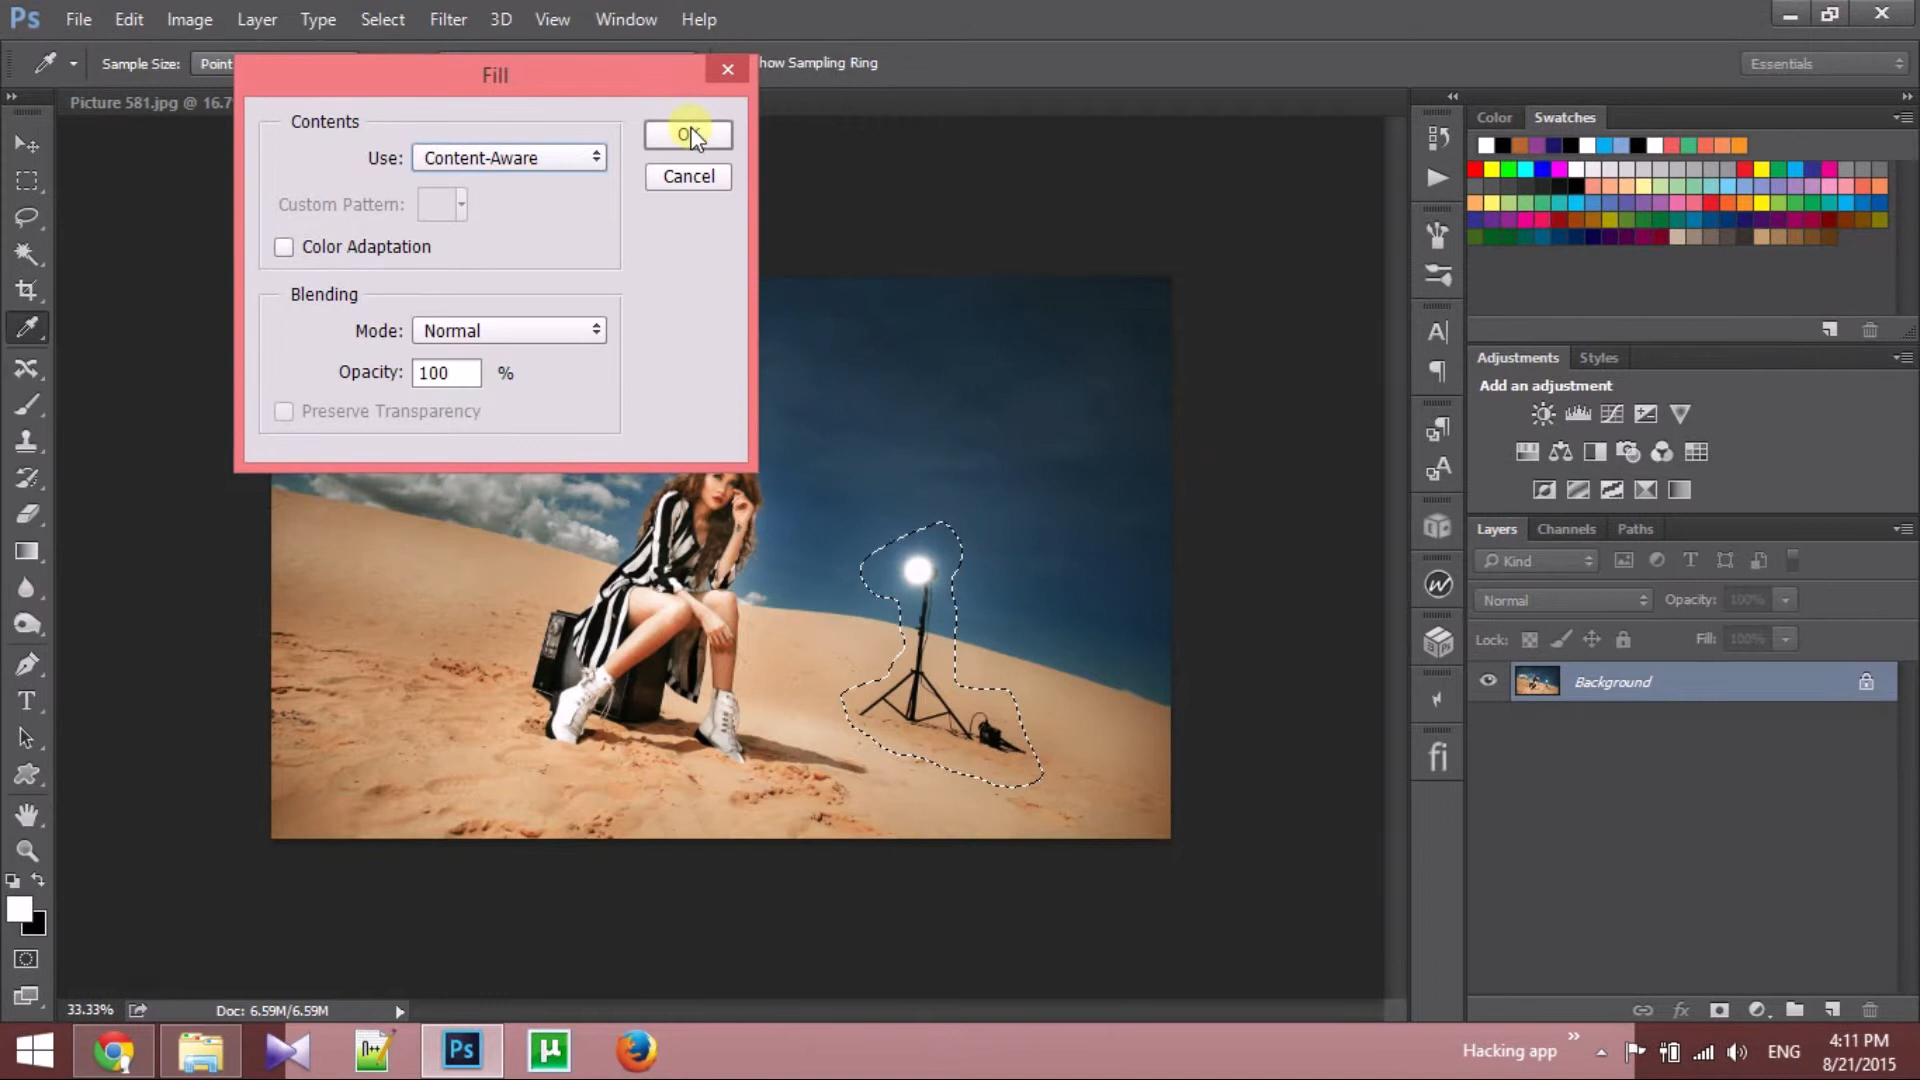 Ps File Edit Image Layer Type Select Filter 3D View Window Help
Sample Size: Point
how Sampling Ring
Essentials
Fill
Picture 581.jpg @ 16.7
Contents
Use: Content-Aware
OK
Cancel
Custom Pattern:
Color Adaptation
Blending
Mode: Normal
Opacity: 100 %
Preserve Transparency
Color Swatches
Adjustments Styles
Add an adjustment
Layers Channels Paths
Kind
Normal Opacity: 100%
Lock: Fill: 100%
Background
33.33% Doc: 6.59M/6.59M
N++ Ps µ
Hacking app ENG
4:11 PM
8/21/2015